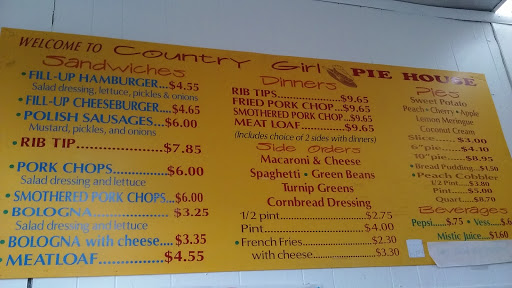 WELCOME TO Country Girl PIE HOUSE
Sandwiches
• FILL-UP HAMBURGER...$4.55
Salad dressing, lettuce, pickles & onions
• FILL-UP CHEESEBURGER....$4.65
• POLISH SAUSAGES...$6.00
Mustard, pickles, and onions
• RIB TIP..................$7.85
• PORK CHOPS.............$6.00
Salad dressing and lettuce
• SMOTHERED PORK CHOPS...$6.00
• BOLOGNA..................$3.25
Salad dressing and lettuce
• BOLOGNA with cheese....$3.35
• MEATLOAF...............$4.55
Dinners
RIB TIPS..................$9.65
FRIED PORK CHOP...$9.65
SMOTHERED PORK CHOP..$9.65
MEAT LOAF..............$9.65
(Includes choice of 2 sides with dinners)
Side Orders
Macaroni & Cheese
Spaghetti • Green Beans
Turnip Greens
Cornbread Dressing
1/2 pint.....................$2.75
Pint..........................$4.00
• French Fries..............$2.30
with cheese..............$3.30
Pies
Sweet Potato
Peach • Cherry • Apple
Lemon Meringue
Coconut Cream
Slice............$3.00
6" pie..........$4.10
10" pie.........$8.95
• Bread Pudding...$1.50
• Peach Cobbler
1/2 Pint.......$3.80
Pint...........$5.00
Quart..........$8.70
Beverages
Pepsi......$.75 • Vess....$.6
Mistic Juice....$1.60